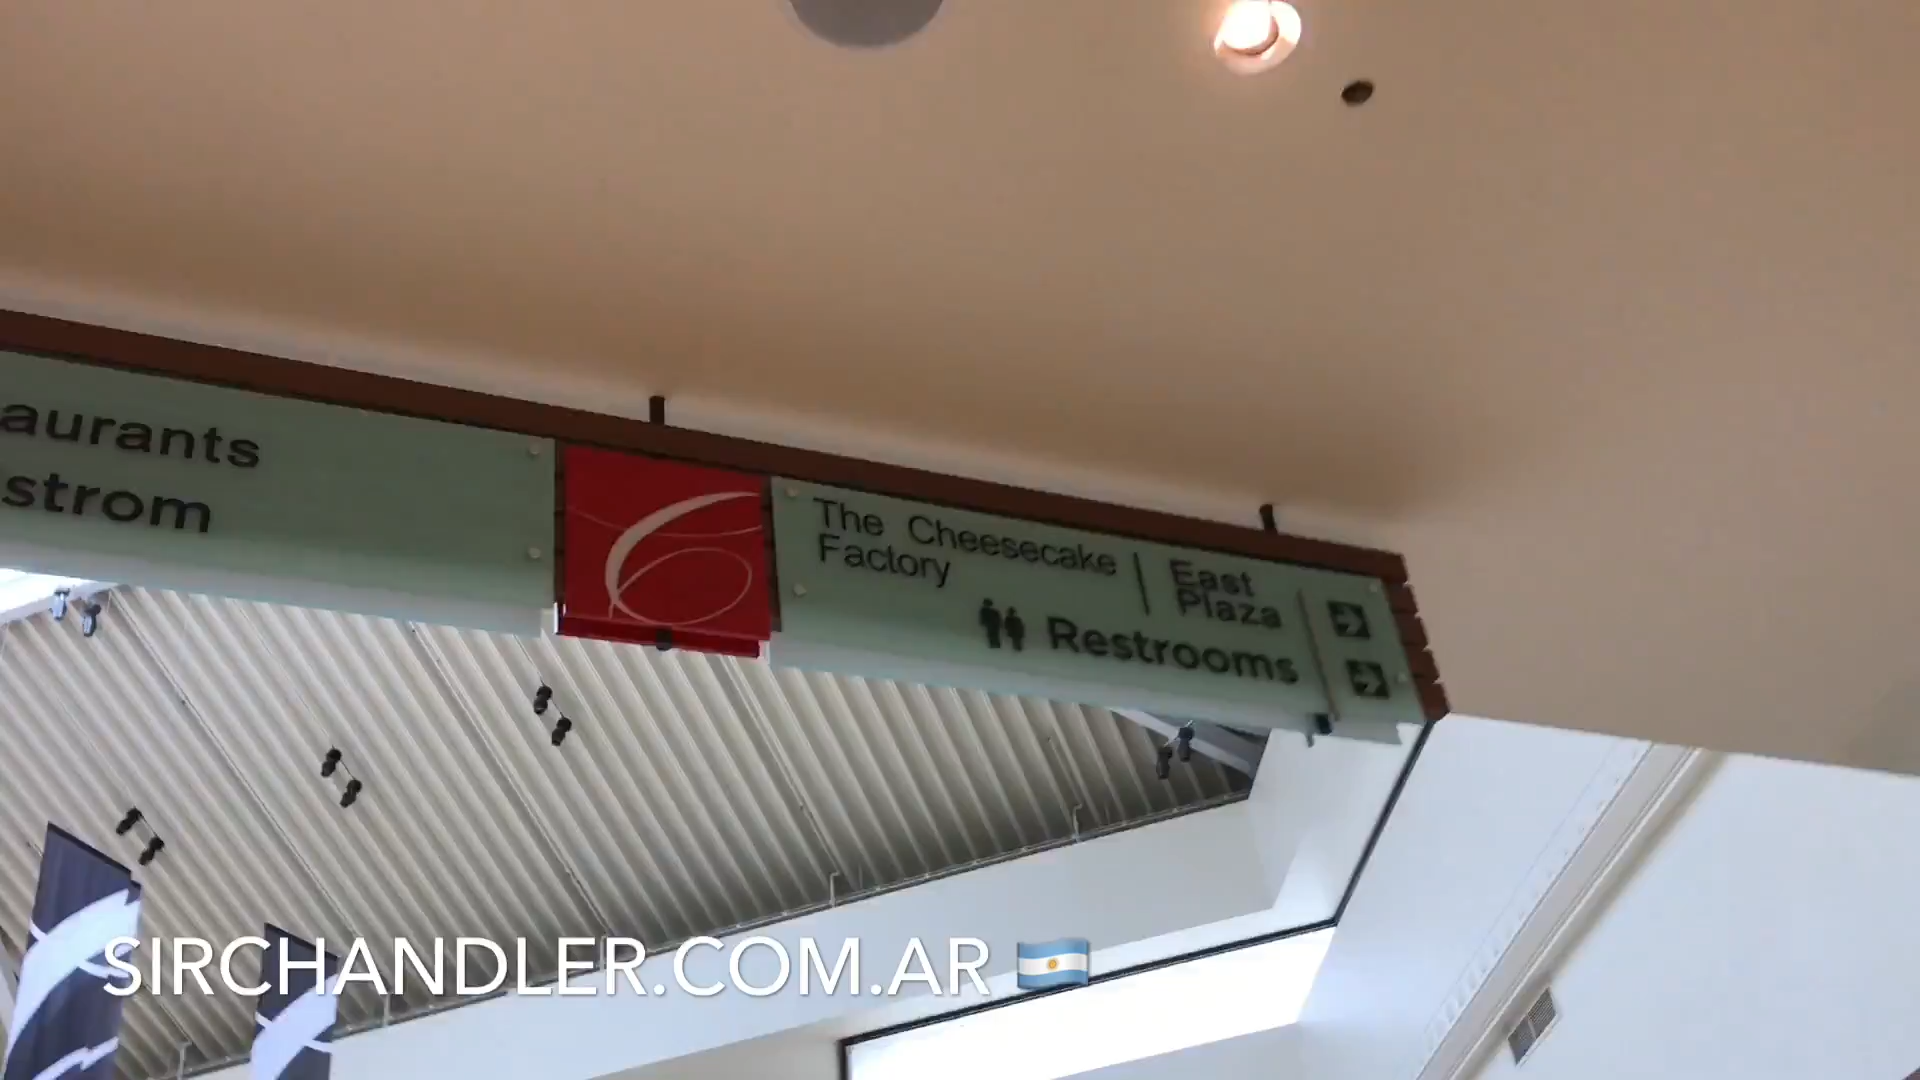 aurants
strom
The Cheesecake
Factory
East
Plaza
Restrooms
SIRCHANDLER.COM.AR 🇦🇷